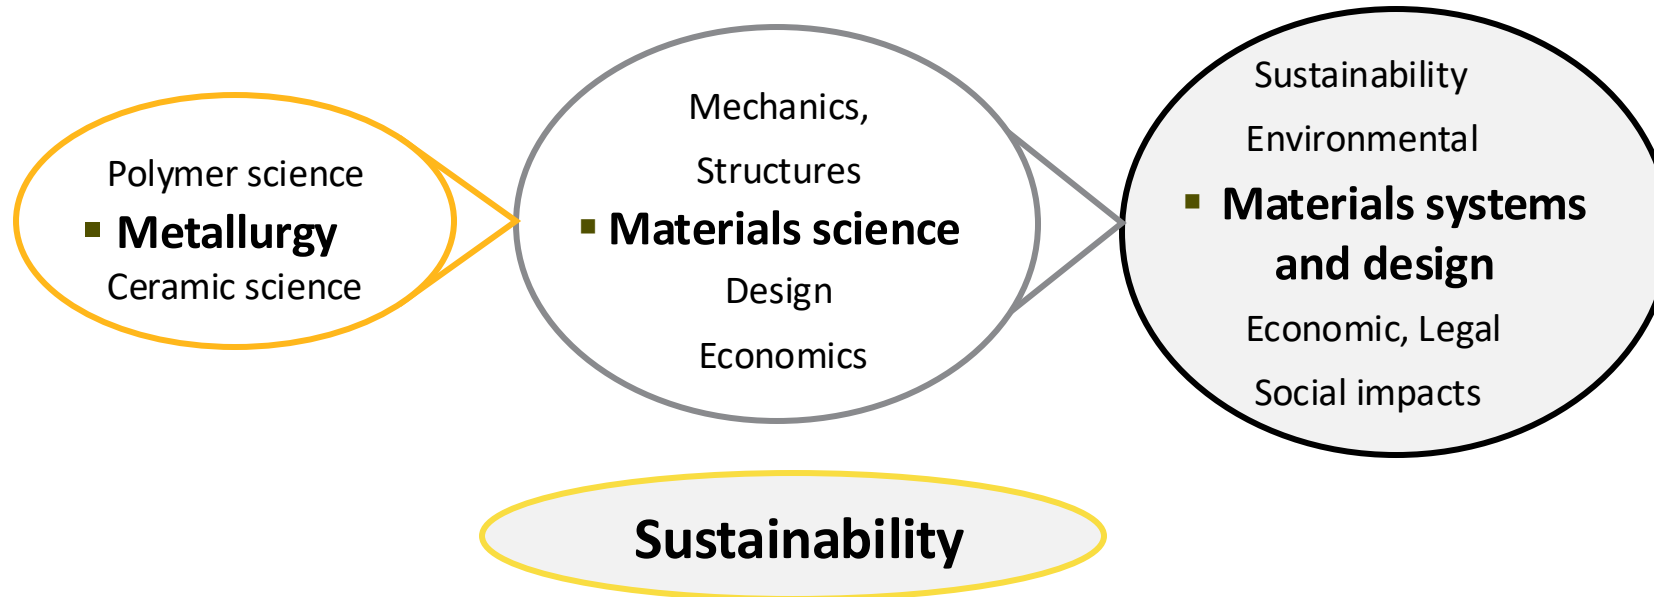 Polymer science
▪ Metallurgy
Ceramic science
Mechanics,
Structures
▪ Materials science
Design
Economics
Sustainability
Environmental
▪ Materials systems
and design
Economic, Legal
Social impacts
Sustainability